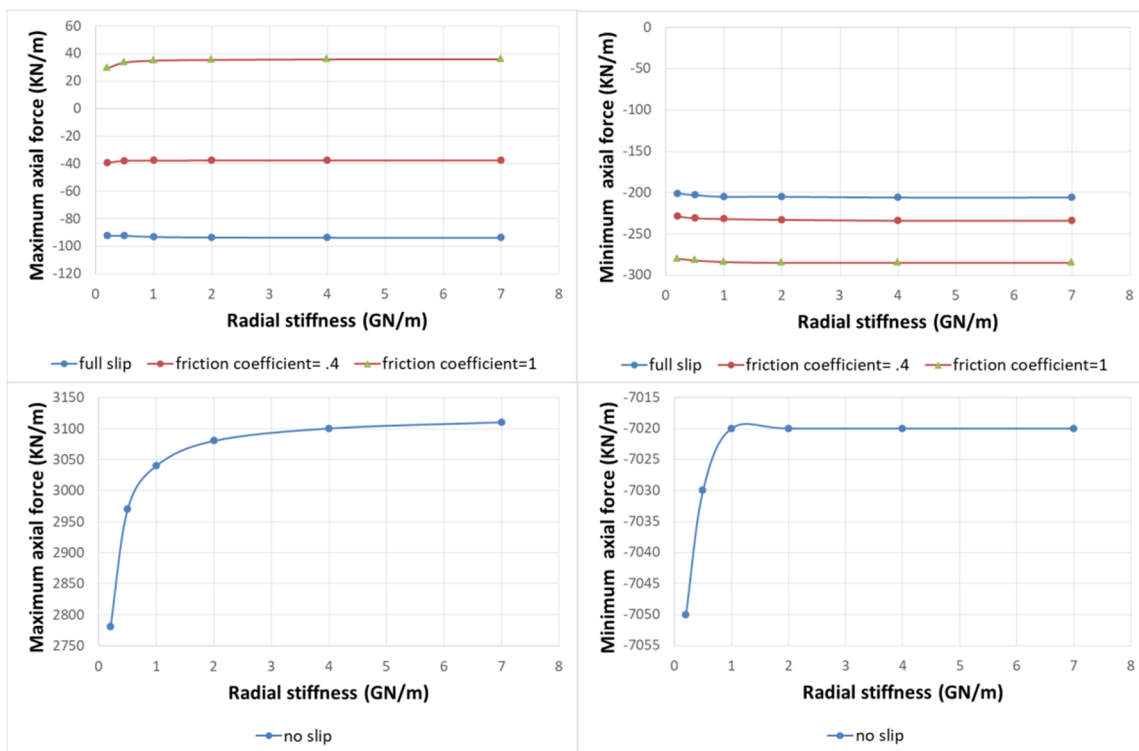 Maximum axial force (KN/m)
60
40
20
0
-20
-40
-60
-80
-100
-120
0 1 2 3 4 5 6 7 8
Radial stiffness (GN/m)
full slip friction coefficient= .4 friction coefficient=1
Minimum axial force (KN/m)
0
-50
-100
-150
-200
-250
-300
0 1 2 3 4 5 6 7 8
Radial stiffness (GN/m)
full slip friction coefficient= .4 friction coefficient=1
Maximum axial force (KN/m)
3150
3100
3050
3000
2950
2900
2850
2800
2750
0 1 2 3 4 5 6 7 8
Radial stiffness (GN/m)
no slip
Minimum axial force (KN/m)
-7015
-7020
-7025
-7030
-7035
-7040
-7045
-7050
-7055
0 1 2 3 4 5 6 7 8
Radial stiffness (GN/m)
no slip